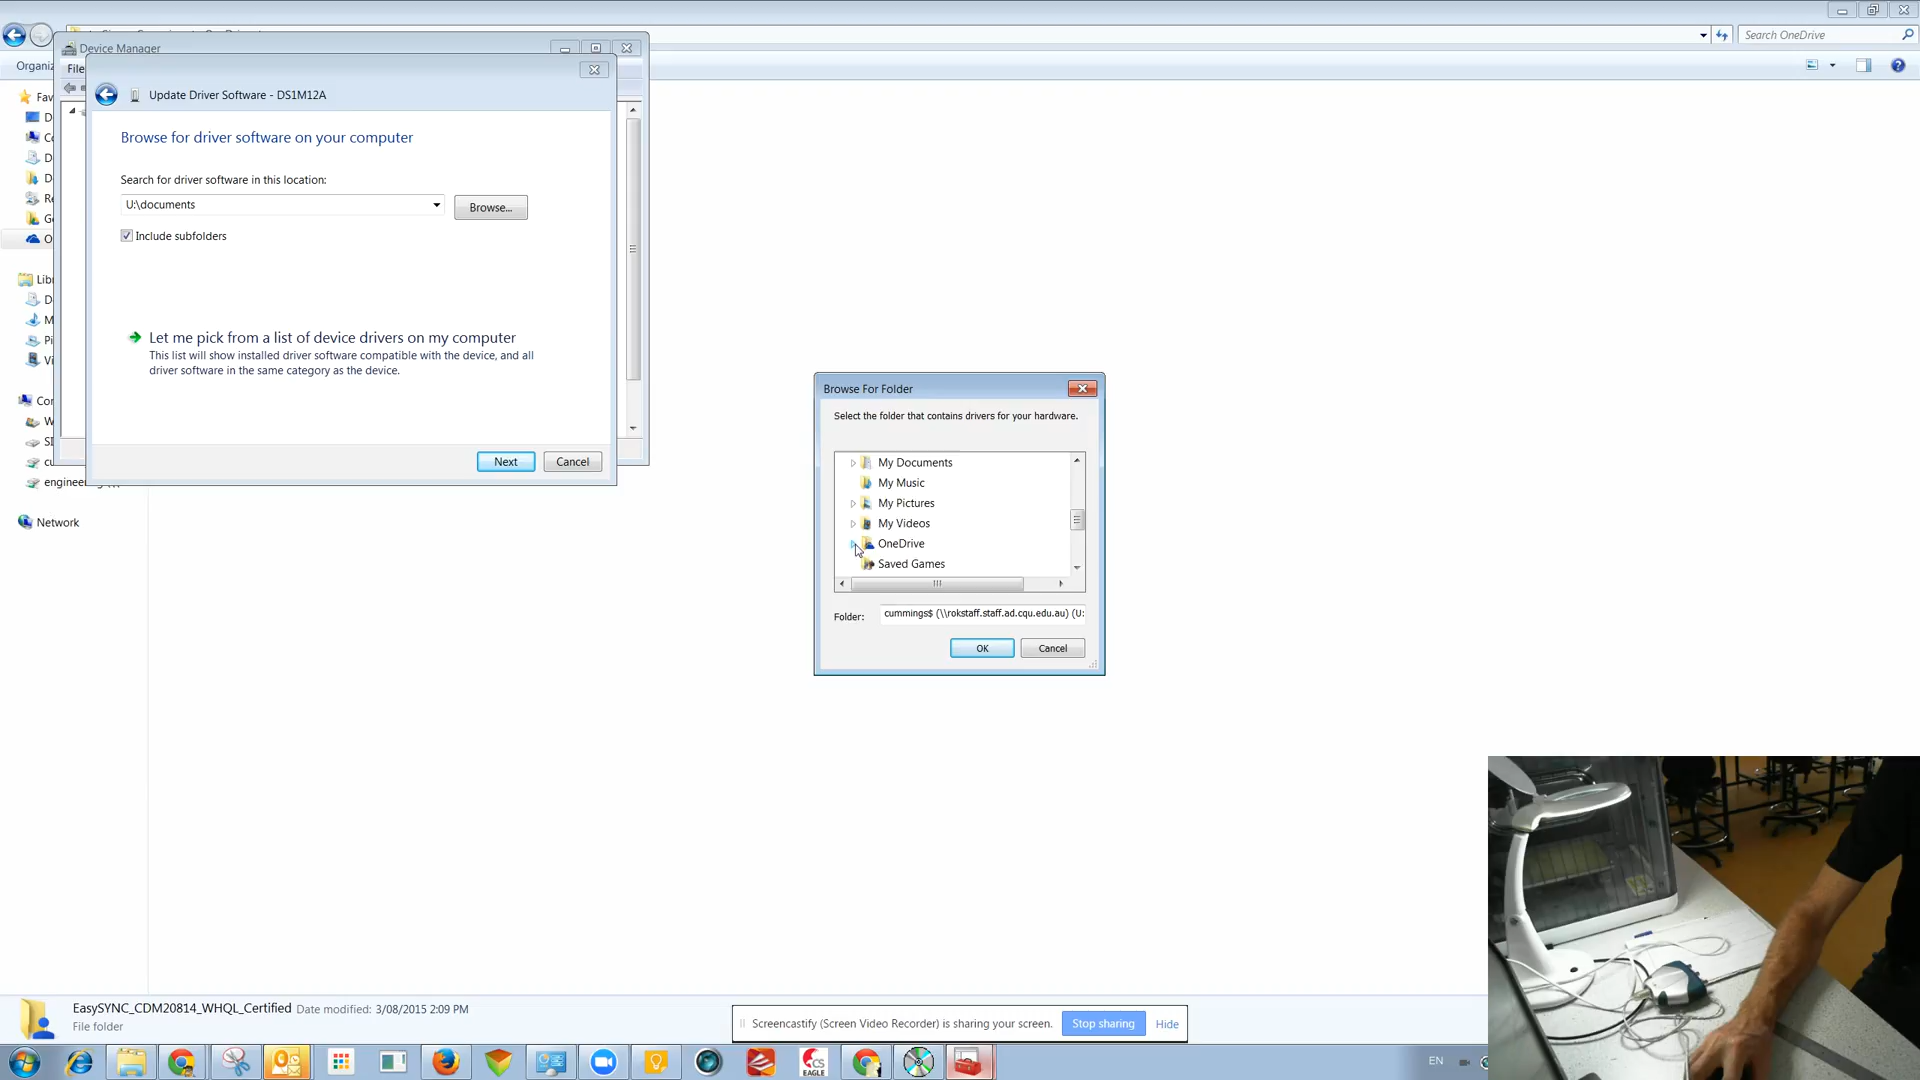 Search OneDrive
Device Manager
Organiz
File
Update Driver Software - DS1M12A
Fav
Browse for driver software on your computer
Search for driver software in this location:
U:\documents
Browse...
Include subfolders
Libr
Let me pick from a list of device drivers on my computer
This list will show installed driver software compatible with the device, and all
driver software in the same category as the device.
Next
Cancel
engineering
Network
Browse For Folder
Select the folder that contains drivers for your hardware.
My Documents
My Music
My Pictures
My Videos
OneDrive
Saved Games
Folder:
cummings$ (\\rokstaff.staff.ad.cqu.edu.au) (U:
OK
Cancel
EasySYNC_CDM20814_WHQL_Certified Date modified: 3/08/2015 2:09 PM
File folder
Screencastify (Screen Video Recorder) is sharing your screen.
Stop sharing
Hide
CS
EAGLE
EN